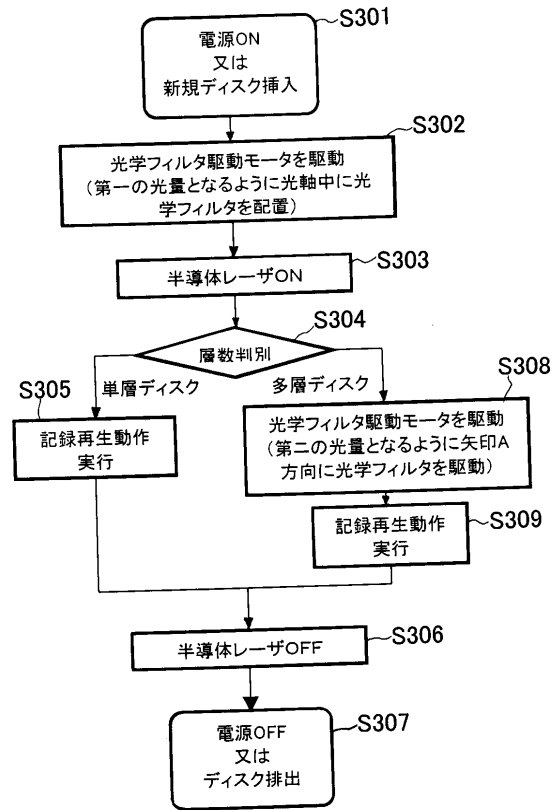 S301
電源ON
又は
新規ディスク挿入
S302
光学フィルタ駆動モータを駆動
(第一の光量となるように光軸中に光
学フィルタを配置)
S303
半導体レーザON
S304
層数判別
S305
単層ディスク
記録再生動作
実行
多層ディスク
S308
光学フィルタ駆動モータを駆動
(第二の光量となるように矢印A
方向に光学フィルタを駆動)
S309
記録再生動作
実行
S306
半導体レーザOFF
S307
電源OFF
又は
ディスク排出